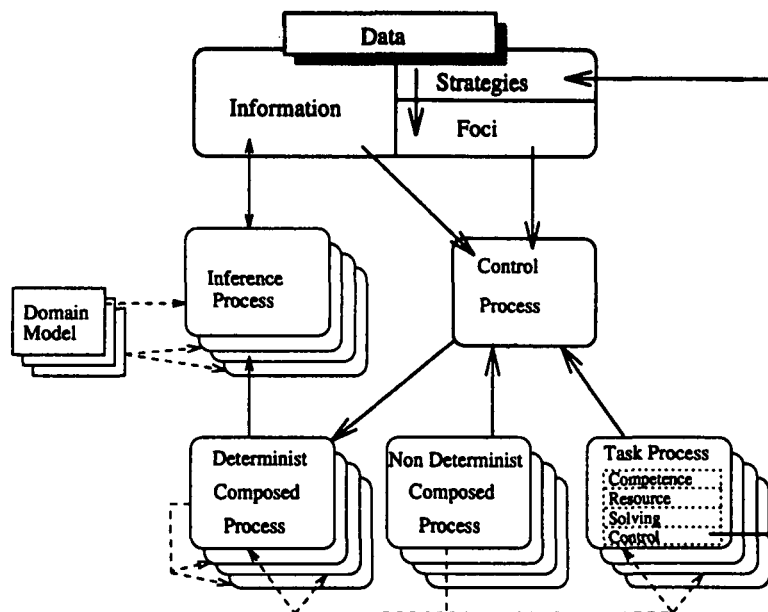 Data
Information
Strategies
Foci
Inference
Process
Control
Process
Domain
Model
Determinist
Composed
Process
Non Determinist
Composed
Process
Task Process
Competence
Resource
Solving
Control